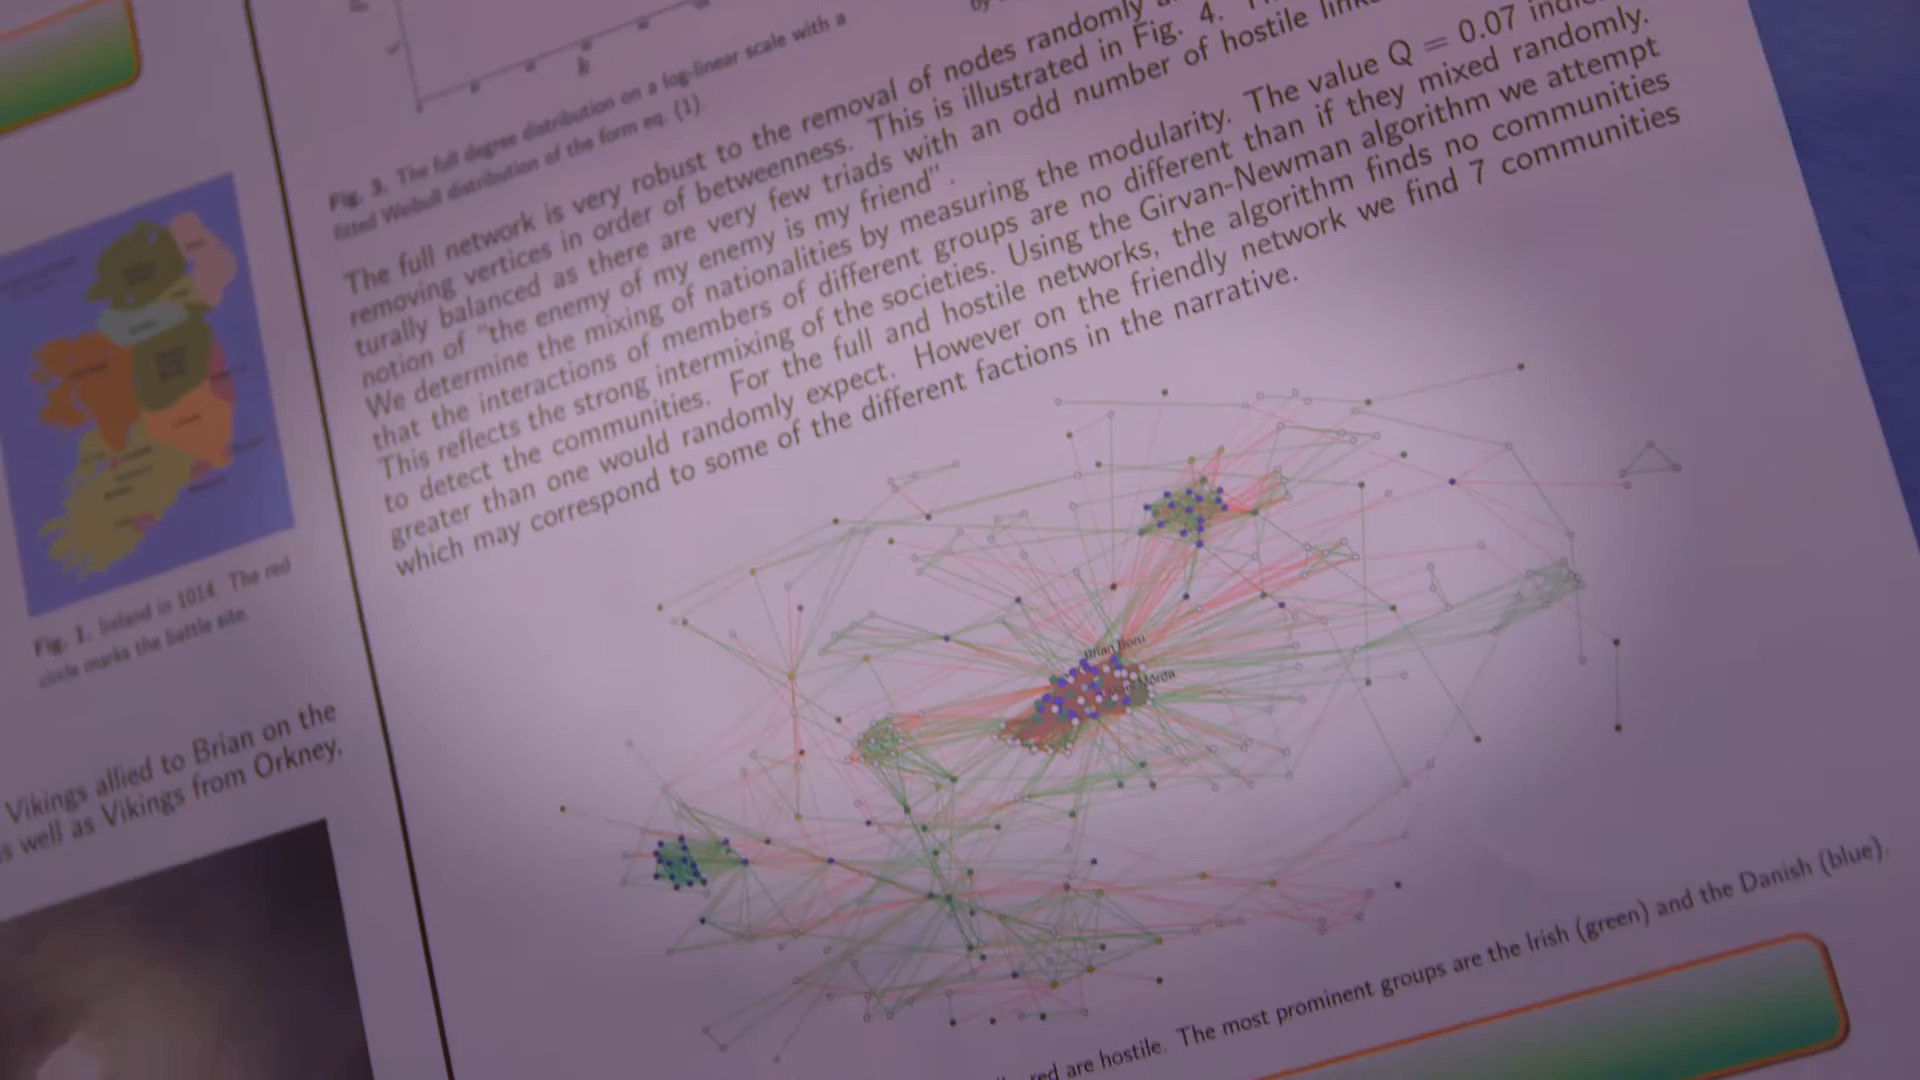 Fig. 1. Ireland in 1014. The red
circle marks the battle site.
Vikings allied to Brian on the
s well as Vikings from Orkney,
by
k
Fig. 3. The full degree distribution on a log-linear scale with a
fitted Weibull distribution of the form eq. (1).
The full network is very robust to the removal of nodes randomly
removing vertices in order of betweenness. This is illustrated in Fig. 4.
turally balanced as there are very few triads with an odd number of hostile
notion of "the enemy of my enemy is my friend".
We determine the mixing of nationalities by measuring the modularity. The value Q = 0.07
that the interactions of members of different groups are no different than if they mixed randomly.
This reflects the strong intermixing of the societies. Using the Girvan-Newman algorithm we attempt
to detect the communities. For the full and hostile networks, the algorithm finds no communities
greater than one would randomly expect. However on the friendly network we find 7 communities
which may correspond to some of the different factions in the narrative.
Brian Boru
Morda
red are hostile. The most prominent groups are the Irish (green) and the Danish (blue).